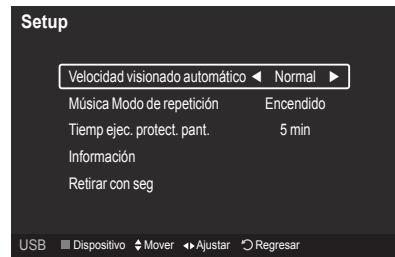 Setup
Velocidad visionado automático ◀ Normal ▶
Música Modo de repetición Encendido
Tiemp ejec. protect. pant. 5 min
Información
Retirar con seg
USB Dispositivo Mover Ajustar Regresar